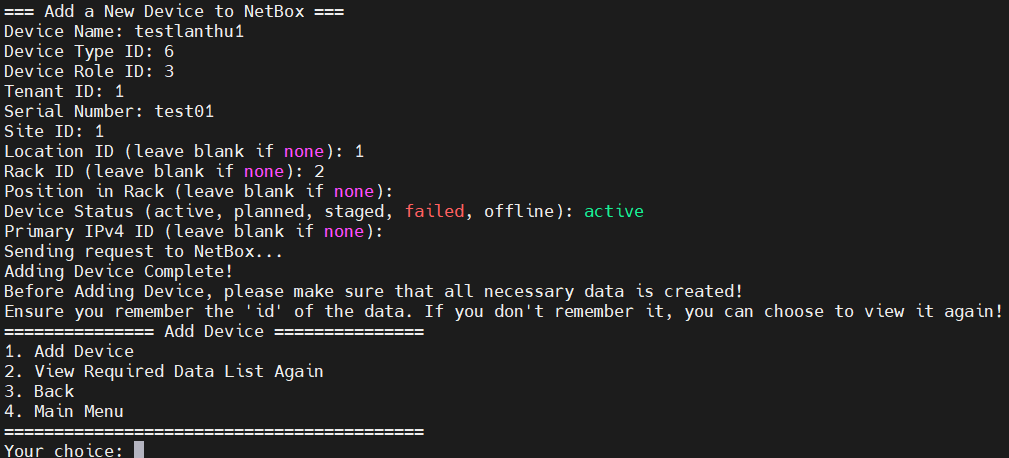 === Add a New Device to NetBox ===
Device Name: testlanthu1
Device Type ID: 6
Device Role ID: 3
Tenant ID: 1
Serial Number: test01
Site ID: 1
Location ID (leave blank if none): 1
Rack ID (leave blank if none): 2
Position in Rack (leave blank if none):
Device Status (active, planned, staged, failed, offline): active
Primary IPv4 ID (leave blank if none):
Sending request to NetBox...
Adding Device Complete!
Before Adding Device, please make sure that all necessary data is created!
Ensure you remember the 'id' of the data. If you don't remember it, you can choose to view it again!
=============== Add Device ===============
1. Add Device
2. View Required Data List Again
3. Back
4. Main Menu
==========================================
Your choice: